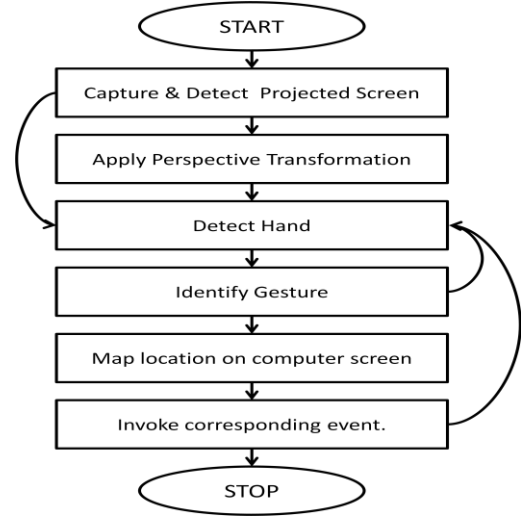 START
Capture & Detect Projected Screen
Apply Perspective Transformation
Detect Hand
Identify Gesture
Map location on computer screen
Invoke corresponding event.
STOP